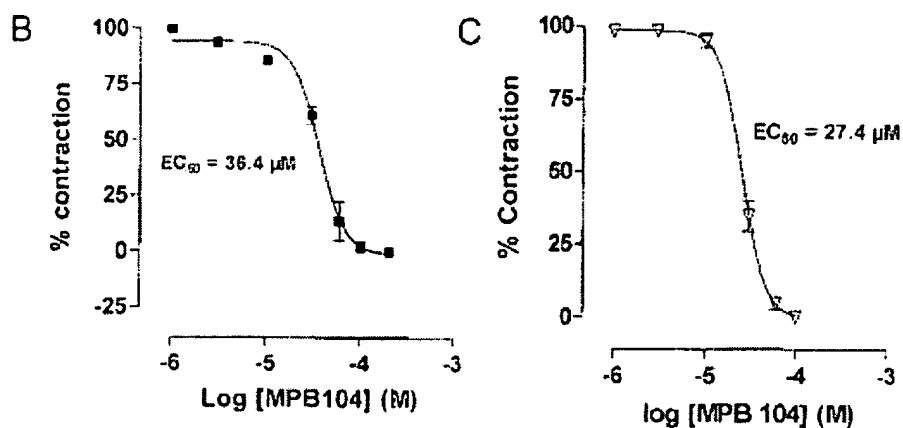 B
100
75
50
25
0
-25
% contraction
EC50 = 36.4 µM
-6 -5 -4 -3
Log [MPB104] (M)
C
100
75
50
25
0
% Contraction
EC50 = 27.4 µM
-6 -5 -4 -3
log [MPB 104] (M)